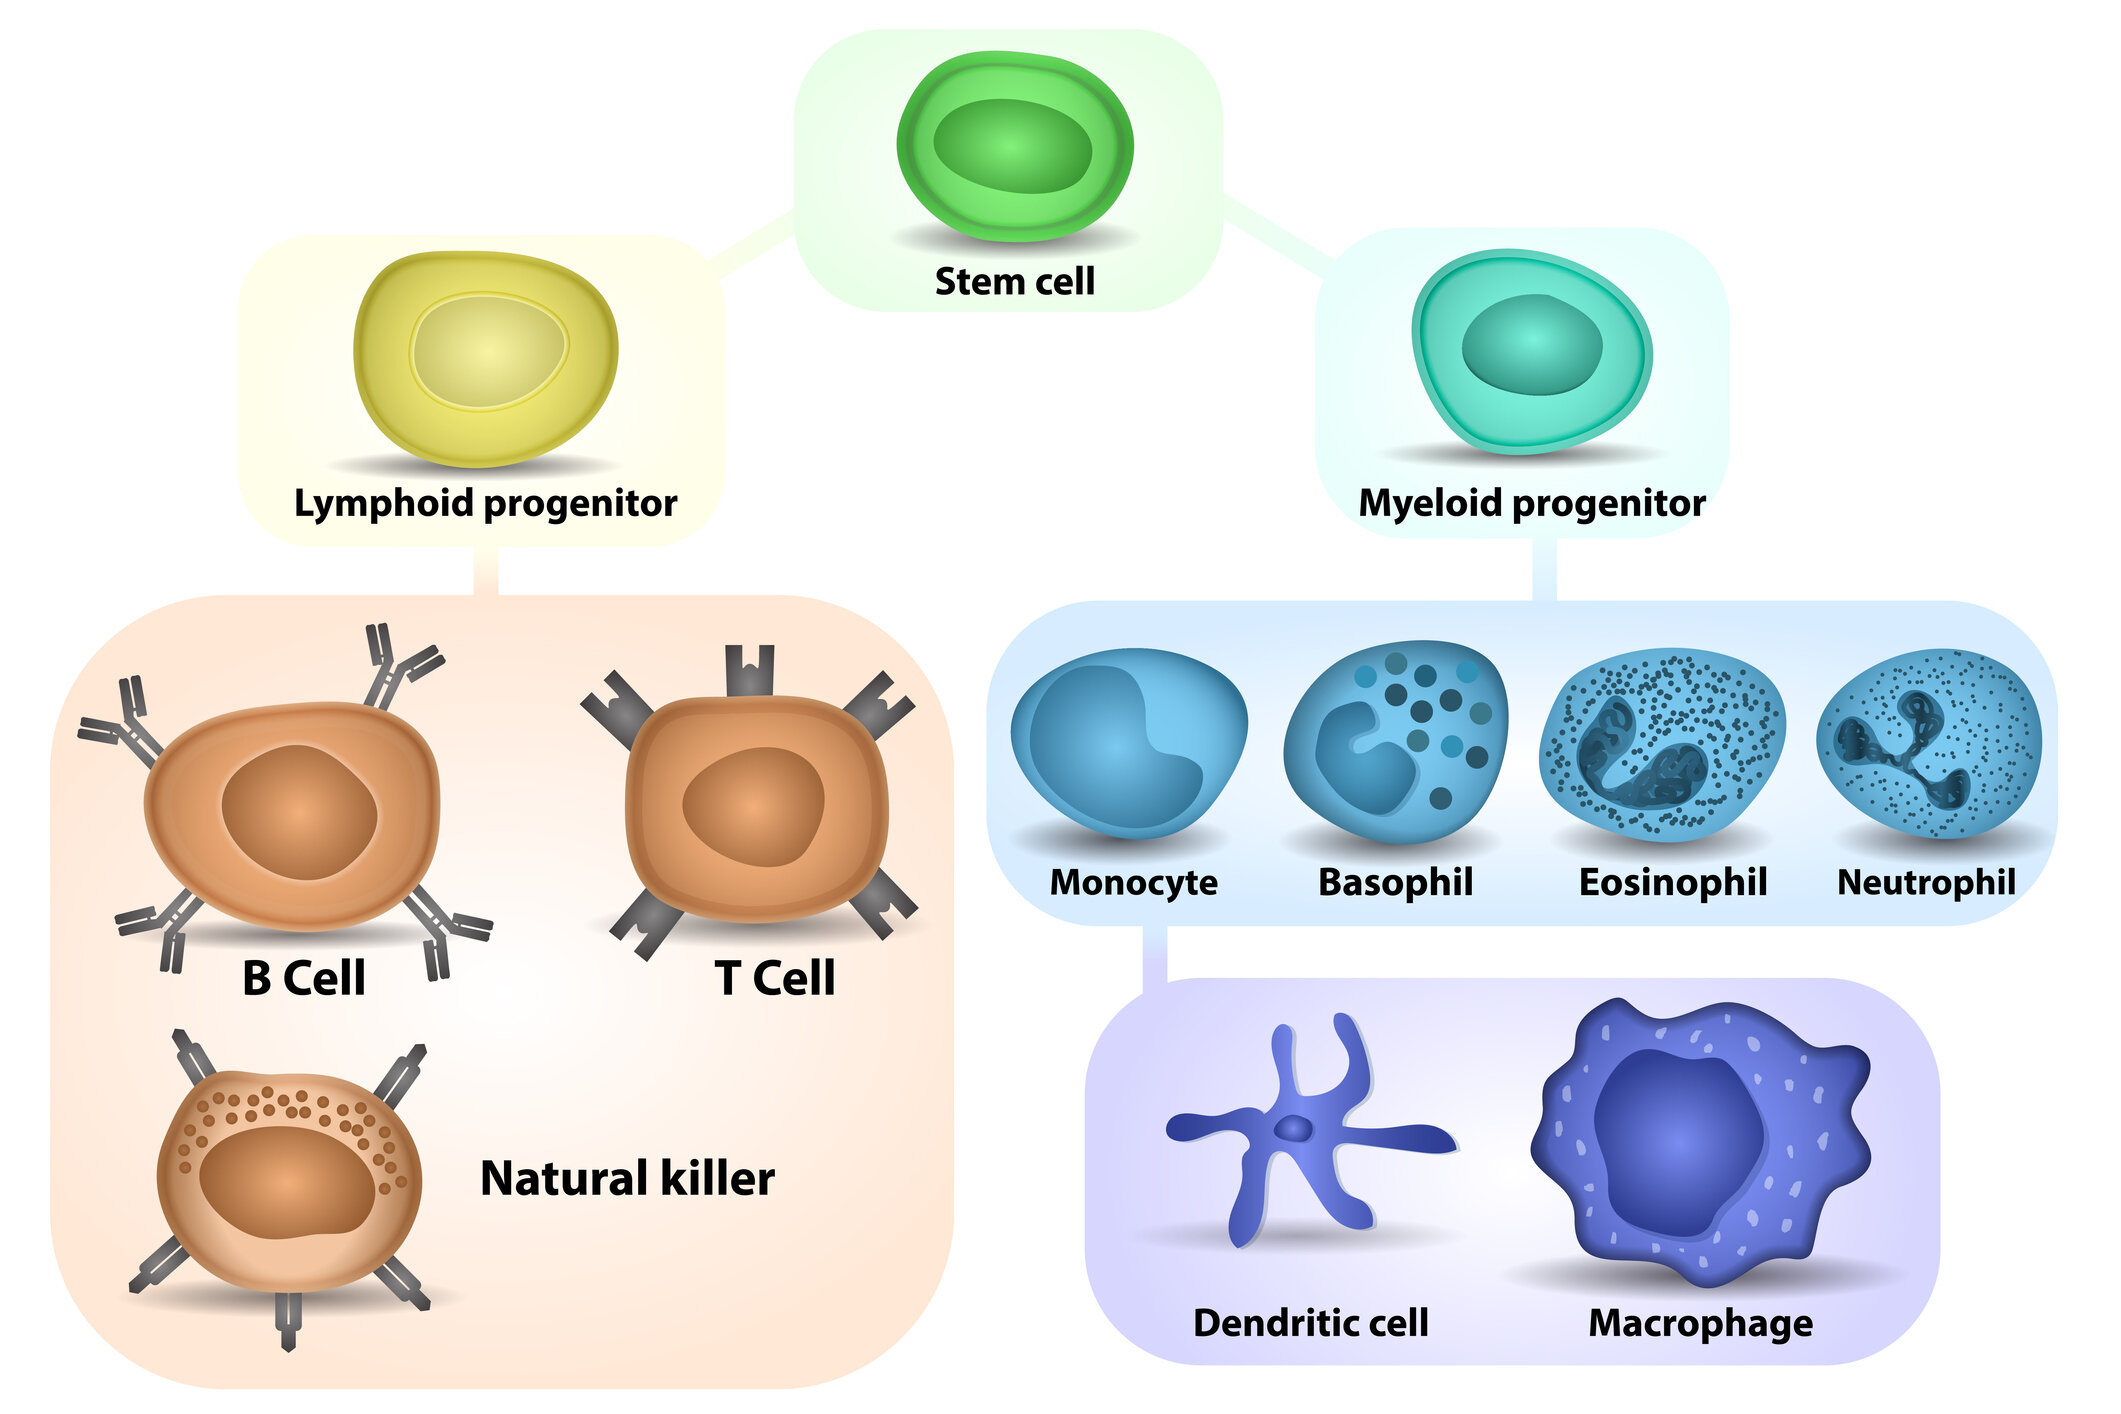 Stem cell
Lymphoid progenitor
Myeloid progenitor
B Cell
T Cell
Natural killer
Monocyte
Basophil
Eosinophil
Neutrophil
Dendritic cell
Macrophage